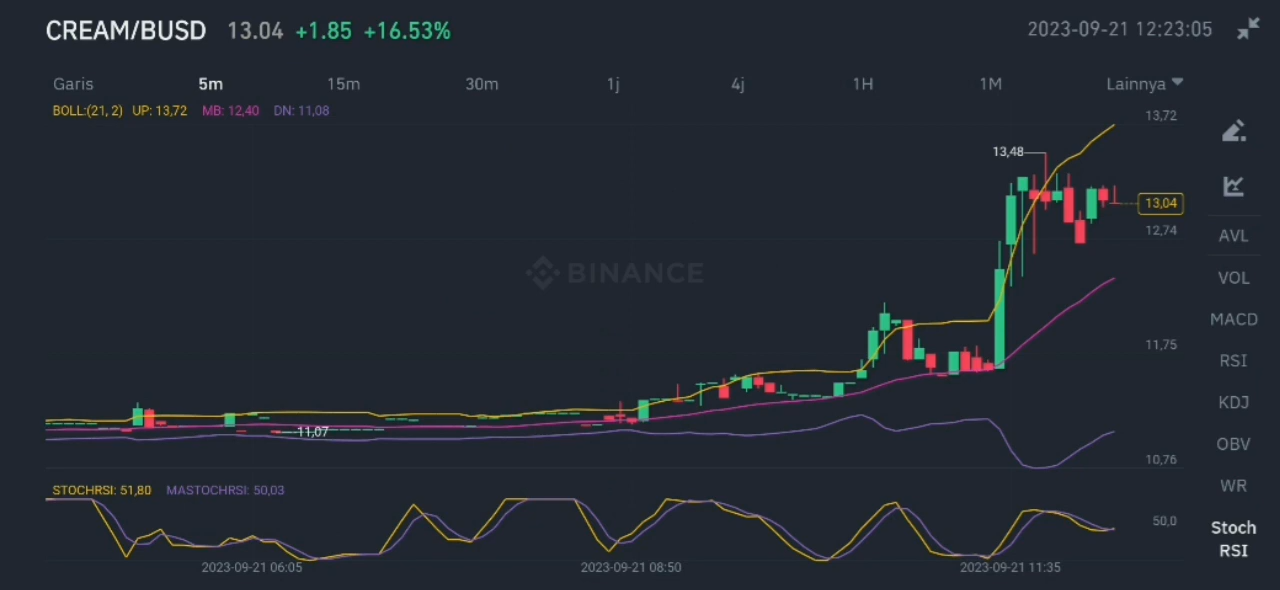 CREAM/BUSD 13.04 +1.85 +16.53% 2023-09-21 12:23:05
Garis 5m 15m 30m 1j 4j 1H 1M Lainnya
BOLL:(21, 2) UP: 13,72 MB: 12,40 DN: 11,08
13,72
13,48
13,04
12,74
AVL
BINANCE
VOL
MACD
11,75
RSI
KDJ
11,07
OBV
10,76
STOCHRSI: 51,80 MASTOCHRSI: 50,03
WR
50,0
Stoch
RSI
2023-09-21 06:05 2023-09-21 08:50 2023-09-21 11:35